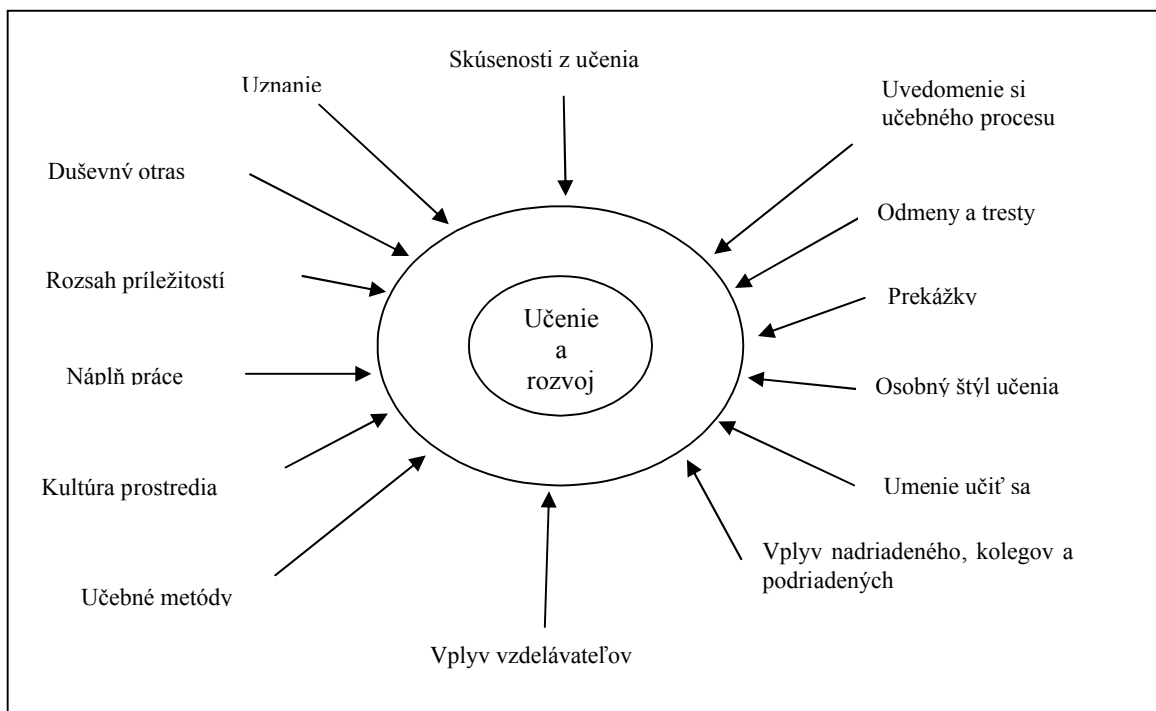 Skúsenosti z učenia
Uznanie
Uvedomenie si
učebného procesu
Duševný otras
Odmeny a tresty
Rozsah príležitostí
Prekážky
Učenie
a
rozvoj
Náplň práce
Osobný štýl učenia
Kultúra prostredia
Umenie učiť sa
Vplyv nadriadeného, kolegov a
podriadených
Učebné metódy
Vplyv vzdelávateľov